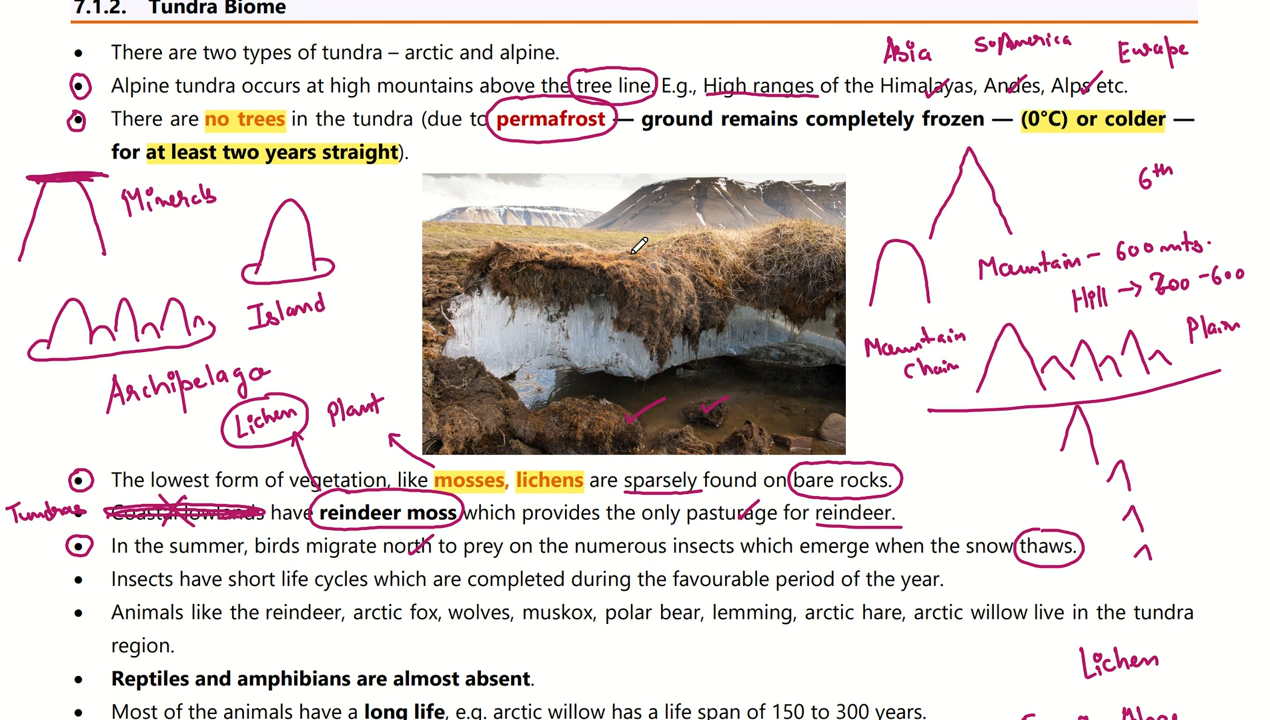 7.1.2. Tundra Biome
• There are two types of tundra – arctic and alpine.
Asia
S.America
Europe
• Alpine tundra occurs at high mountains above the tree line. E.g., High ranges of the Himalayas, Andes, Alps etc.
• There are no trees in the tundra (due to permafrost — ground remains completely frozen — (0°C) or colder —
for at least two years straight).
Minerals
Island
Archipelago
Lichen
Plant
6th
Mountain – 600 mts.
Hill → 300-600
Mountain
Chain
Plain
• The lowest form of vegetation, like mosses, lichens are sparsely found on bare rocks.
Tundras
• Coastal lowlands have reindeer moss which provides the only pasturage for reindeer.
• In the summer, birds migrate north to prey on the numerous insects which emerge when the snow thaws.
• Insects have short life cycles which are completed during the favourable period of the year.
• Animals like the reindeer, arctic fox, wolves, muskox, polar bear, lemming, arctic hare, arctic willow live in the tundra
region.
Lichen
• Reptiles and amphibians are almost absent.
• Most of the animals have a long life, e.g. arctic willow has a life span of 150 to 300 years.